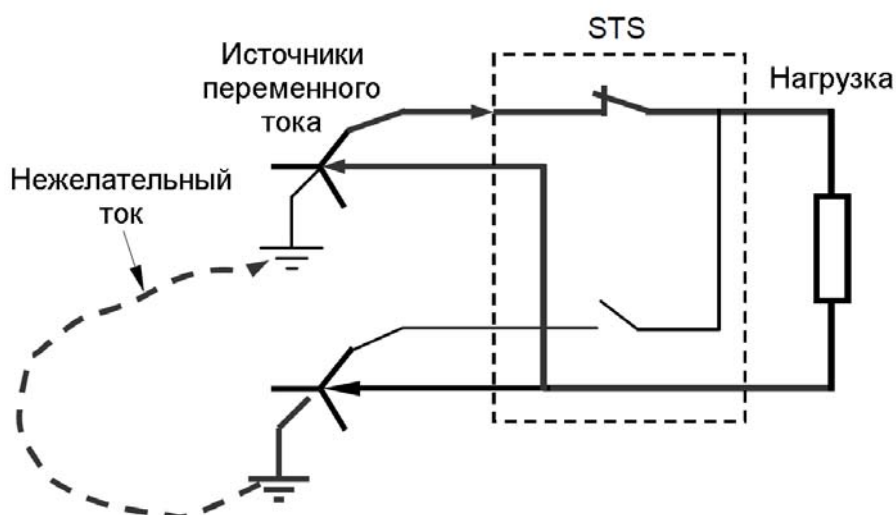 STS
Источники
переменного
тока
Нагрузка
Нежелательный
ток